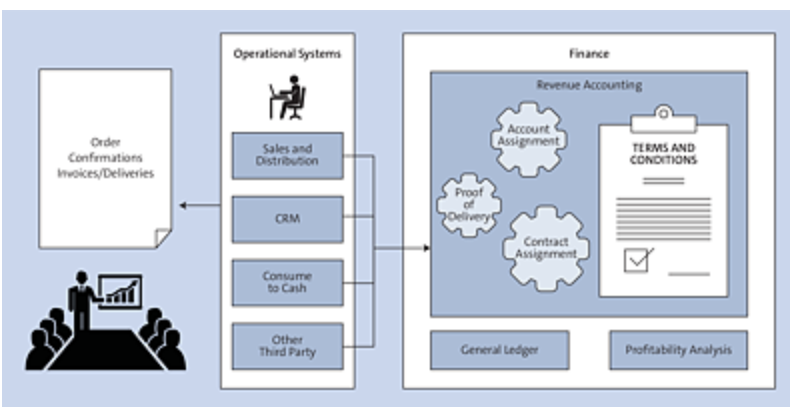 Order
Confirmations
Invoices/Deliveries
Operational Systems
Sales and
Distribution
CRM
Consume
to Cash
Other
Third Party
Finance
Revenue Accounting
Account
Assignment
Proof
of
Delivery
Contract
Assignment
TERMS AND
CONDITIONS
General Ledger
Profitability Analysis